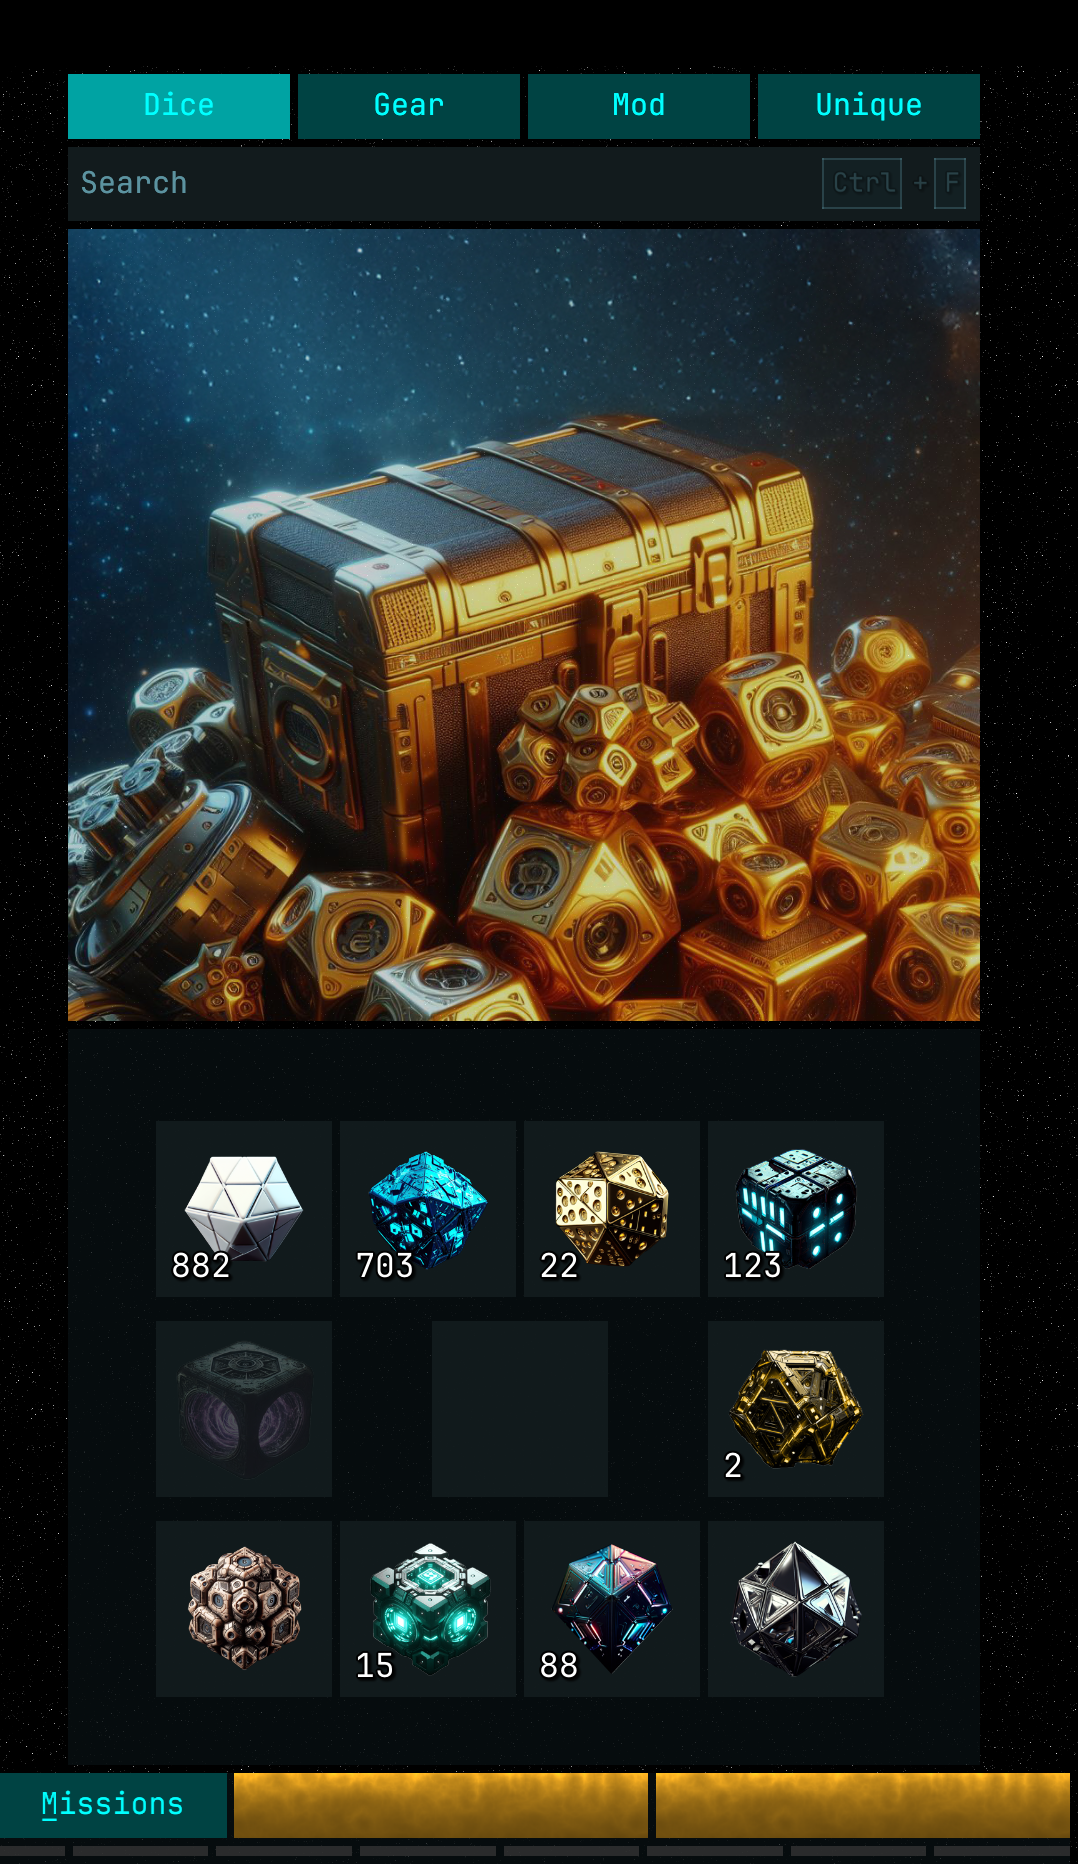 Dice Gear Mod Unique
Search Ctrl + F
882 703 22 123
2
15 88
Missions